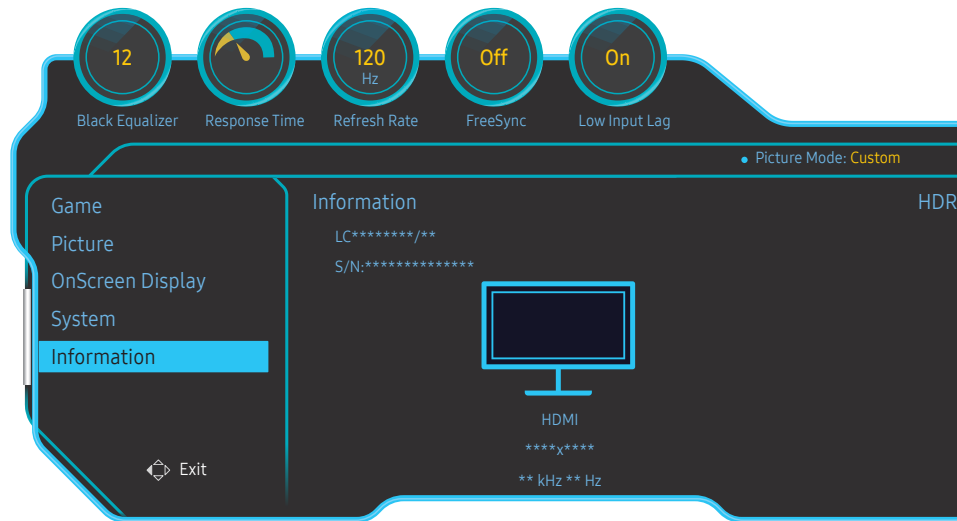 12
120
Hz
Off
On
Black Equalizer
Response Time
Refresh Rate
FreeSync
Low Input Lag
Picture Mode: Custom
Game
Picture
OnScreen Display
System
Information
Exit
Information
HDR
LC********/**
S/N:**************
HDMI
****x****
** kHz ** Hz